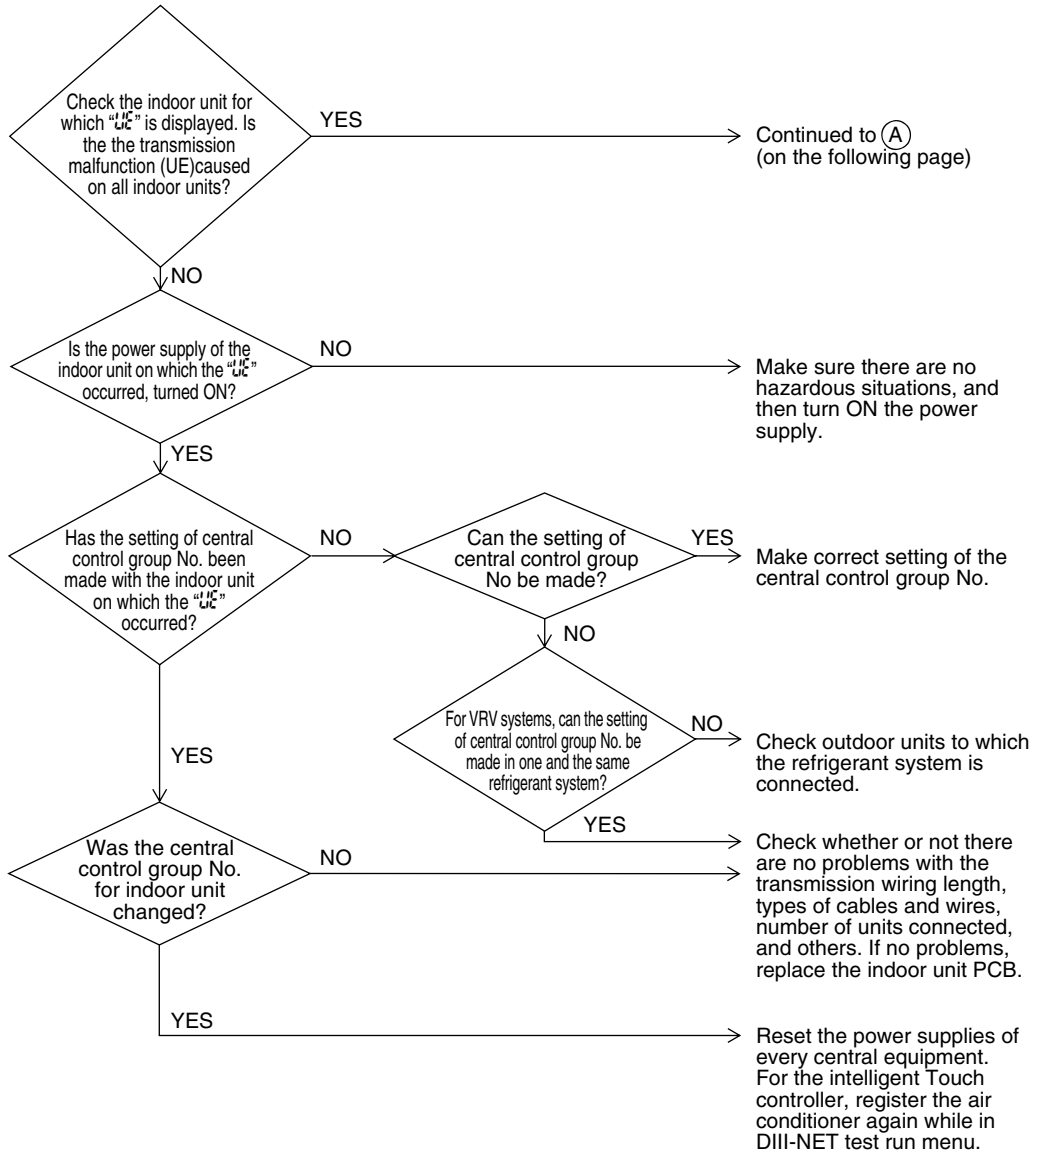 Check the indoor unit for
which “UE” is displayed. Is
the the transmission
malfunction (UE)caused
on all indoor units?
YES
Continued to A
(on the following page)
NO
Is the power supply of the
indoor unit on which the “UE”
occurred, turned ON?
NO
Make sure there are no
hazardous situations, and
then turn ON the power
supply.
YES
Has the setting of central
control group No. been
made with the indoor unit
on which the “UE”
occurred?
NO
Can the setting of
central control group
No be made?
YES
Make correct setting of the
central control group No.
NO
For VRV systems, can the setting
of central control group No. be
made in one and the same
refrigerant system?
NO
Check outdoor units to which
the refrigerant system is
connected.
YES
YES
Was the central
control group No.
for indoor unit
changed?
NO
Check whether or not there
are no problems with the
transmission wiring length,
types of cables and wires,
number of units connected,
and others. If no problems,
replace the indoor unit PCB.
YES
Reset the power supplies of
every central equipment.
For the intelligent Touch
controller, register the air
conditioner again while in
DIII-NET test run menu.